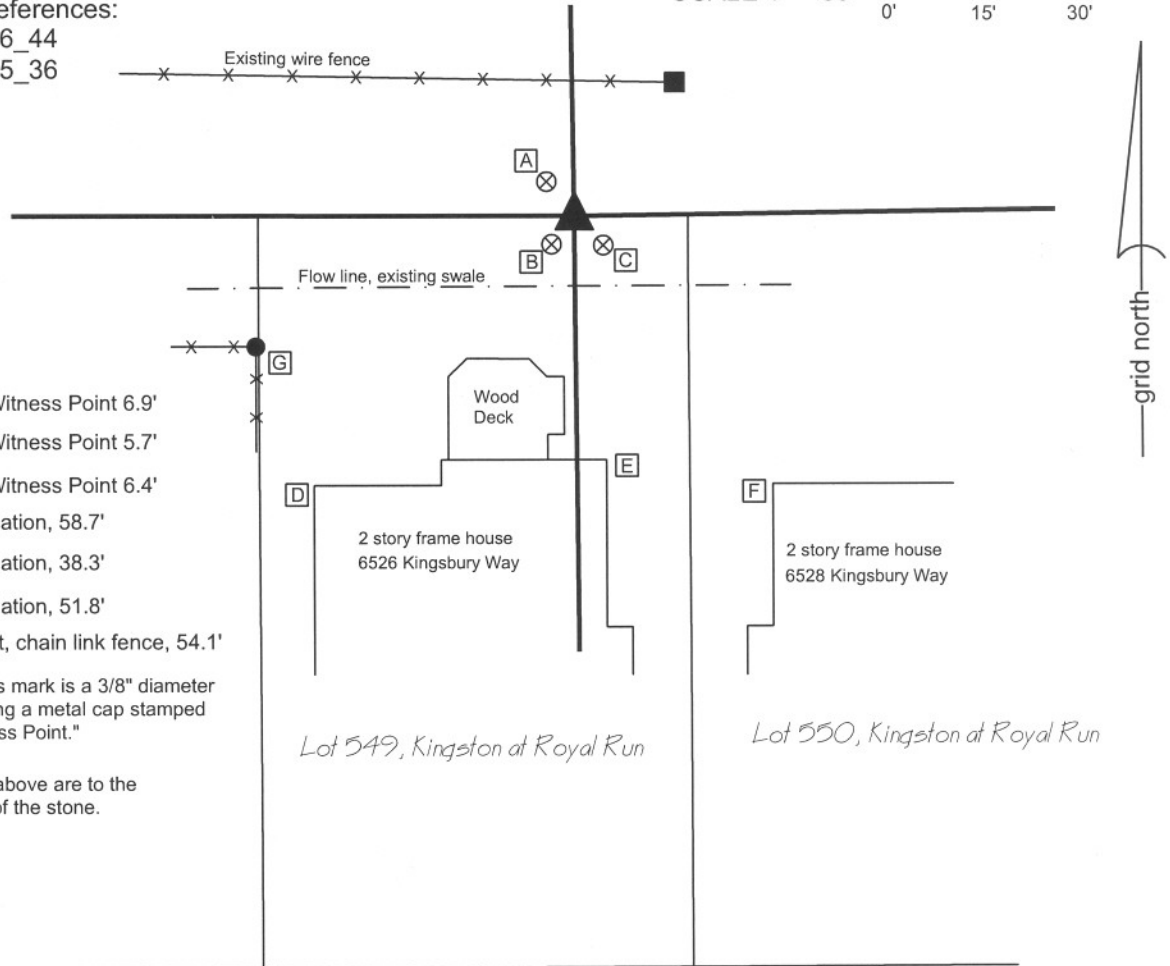 eferences:
6_44
5_36
0' 15' 30'
Existing wire fence
A
B
C
Flow line, existing swale
G
grid north
Witness Point 6.9'
Witness Point 5.7'
Witness Point 6.4'
ation, 58.7'
ation, 38.3'
ation, 51.8'
t, chain link fence, 54.1'
Wood
Deck
D
E
F
2 story frame house
6526 Kingsbury Way
2 story frame house
6528 Kingsbury Way
s mark is a 3/8" diameter
ng a metal cap stamped
ss Point."
above are to the
of the stone.
Lot 549, Kingston at Royal Run
Lot 550, Kingston at Royal Run